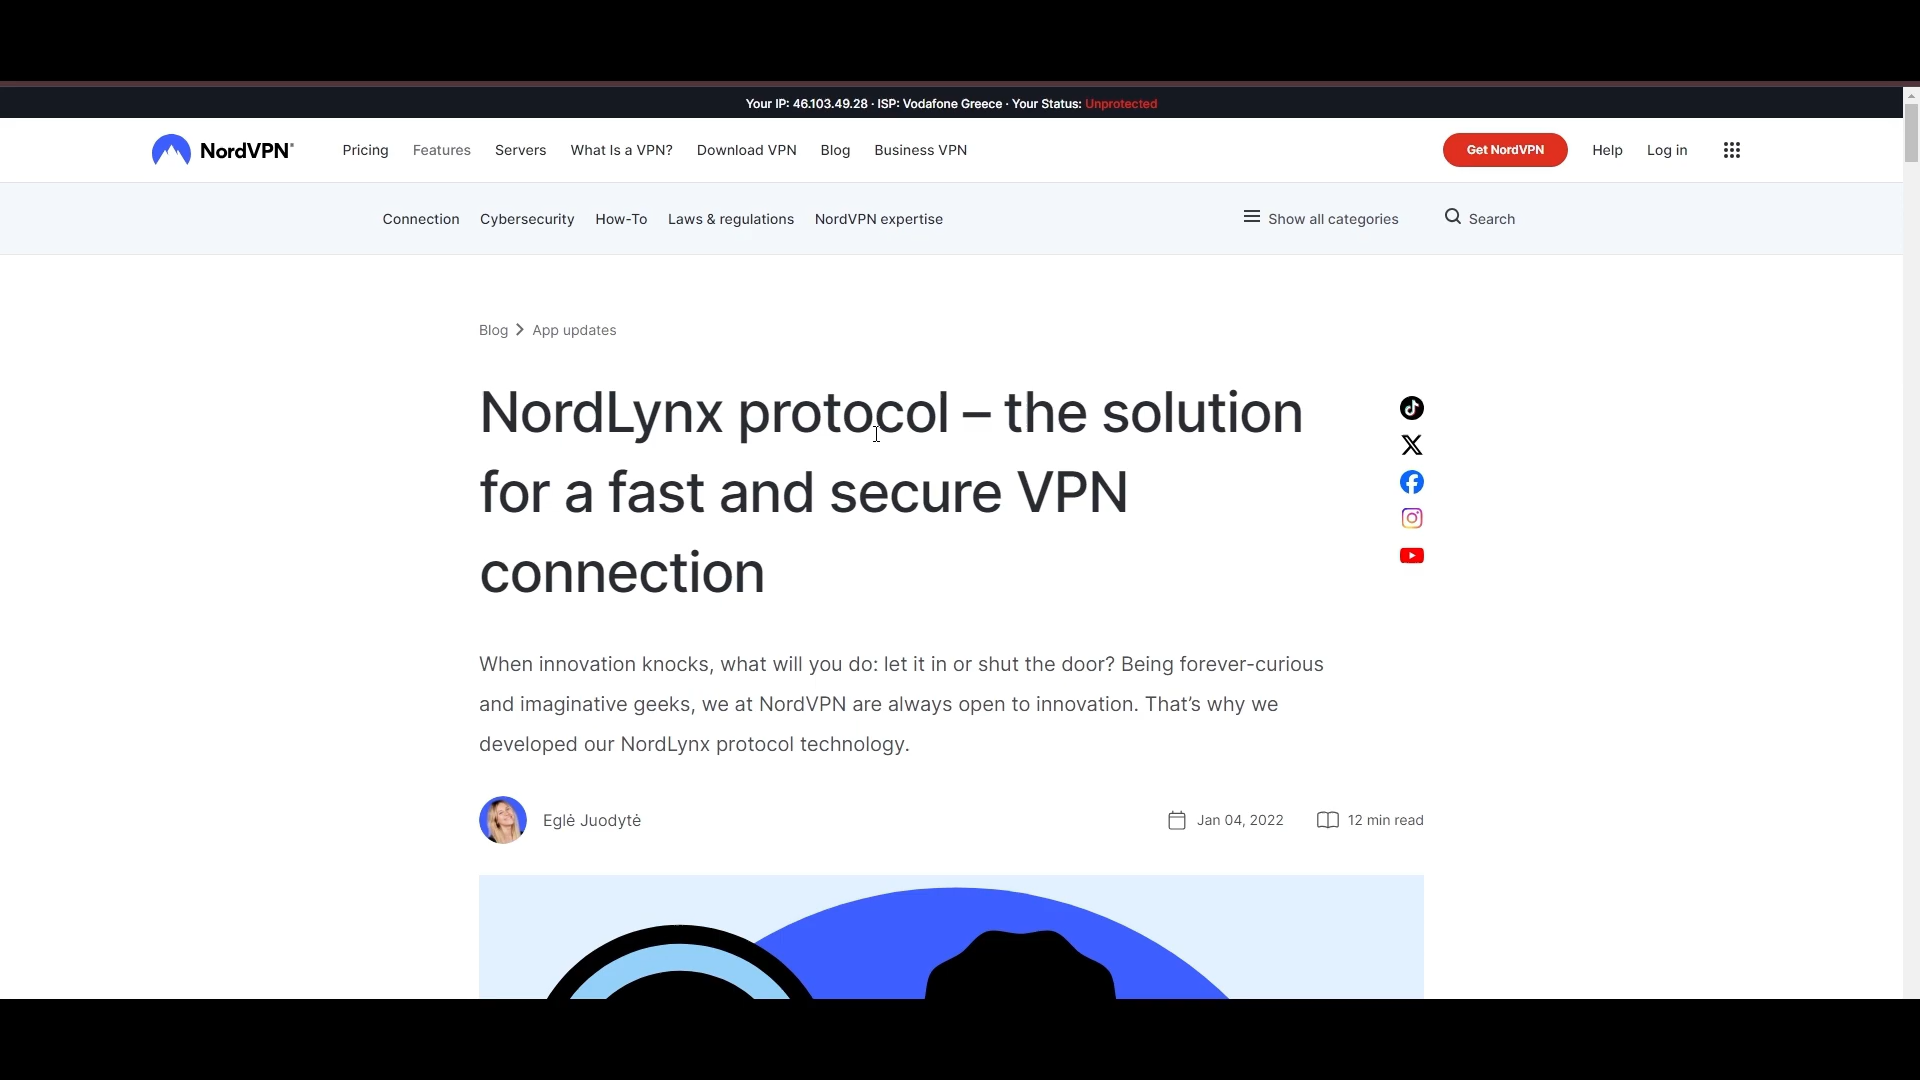 Your IP: 46.103.49.28 · ISP: Vodafone Greece · Your Status: Unprotected
NordVPN®
Pricing
Features
Servers
What Is a VPN?
Download VPN
Blog
Business VPN
Get NordVPN
Help
Log in
Connection
Cybersecurity
How-To
Laws & regulations
NordVPN expertise
Show all categories
Search
Blog
App updates
NordLynx protocol – the solution
for a fast and secure VPN
connection
When innovation knocks, what will you do: let it in or shut the door? Being forever-curious
and imaginative geeks, we at NordVPN are always open to innovation. That’s why we
developed our NordLynx protocol technology.
Eglė Juodytė
Jan 04, 2022
12 min read